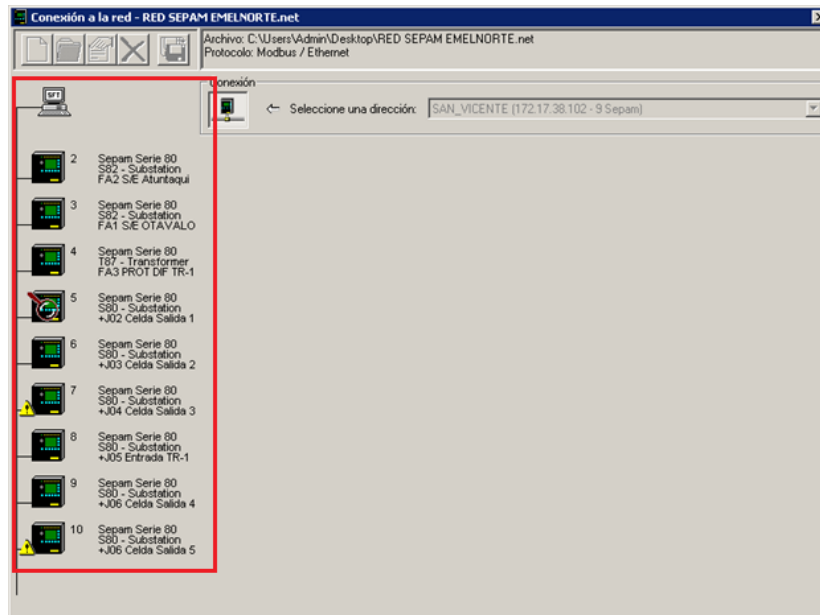 Conexión a la red - RED SEPAM EMELNORTE.net
Archivo: C:\Users\Admin\Desktop\RED SEPAM EMELNORTE.net
Protocolo: Modbus / Ethernet
Conexión
SFT
Seleccione una dirección:
SAN_VICENTE (172.17.38.102 - 9 Sepam)
2
Sepam Serie 80
S82 - Substation
FA2 S/E Atuntaqui
3
Sepam Serie 80
S82 - Substation
FA1 S/E OTAVALO
4
Sepam Serie 80
T87 - Transformer
FA3 PROT DIF TR-1
5
Sepam Serie 80
S80 - Substation
+J02 Celda Salida 1
6
Sepam Serie 80
S80 - Substation
+J03 Celda Salida 2
7
Sepam Serie 80
S80 - Substation
+J04 Celda Salida 3
8
Sepam Serie 80
S80 - Substation
+J05 Entrada TR-1
9
Sepam Serie 80
S80 - Substation
+J06 Celda Salida 4
10
Sepam Serie 80
S80 - Substation
+J06 Celda Salida 5